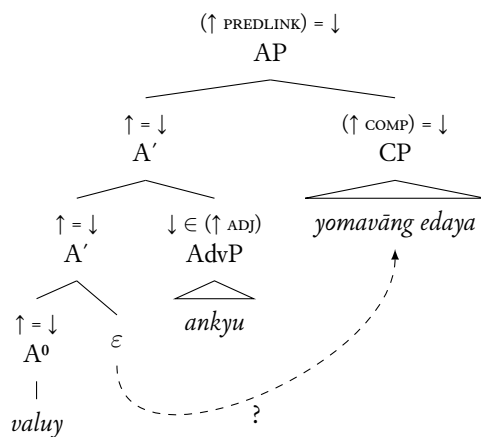 (↑ PREDLINK) = ↓
AP
↑ = ↓ (↑ COMP) = ↓
A′ CP
↑ = ↓ ↓ ∈ (↑ ADJ) yomavāng edaya
A′ AdvP
↑ = ↓ ε ankyu
A⁰
valuy ?